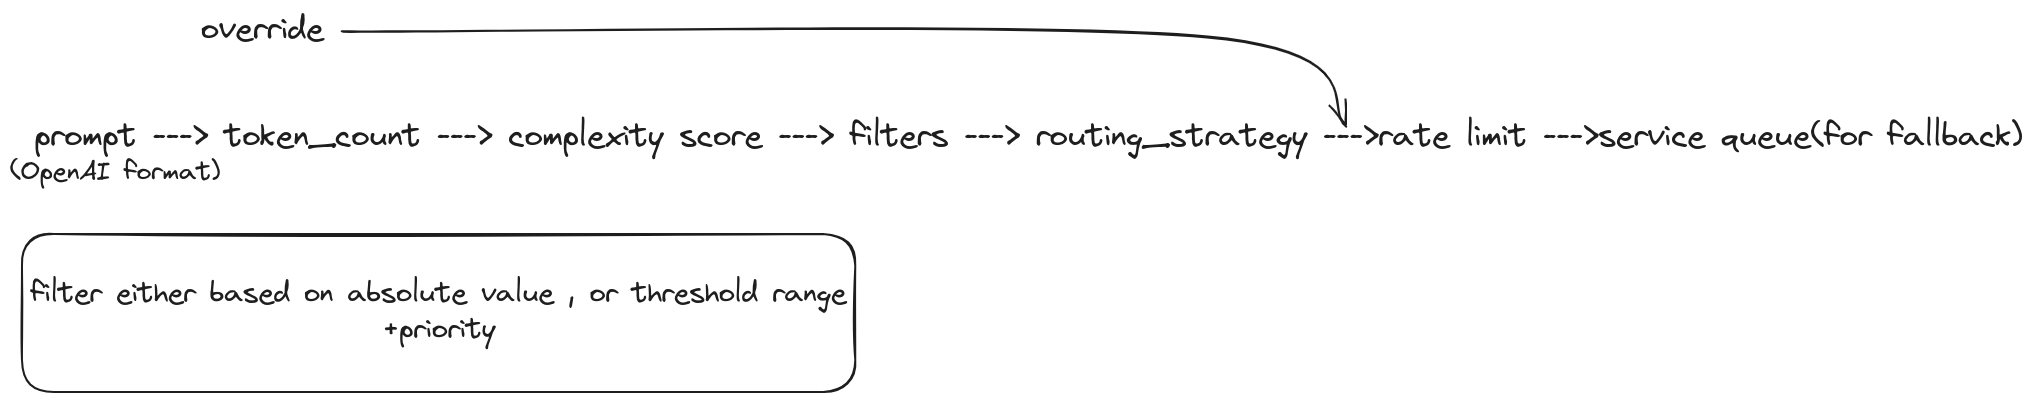 override
prompt ---> token_count ---> complexity score ---> filters ---> routing_strategy --->rate limit --->service queue(for fallback)
(OpenAI format)
filter either based on absolute value , or threshold range
+priority